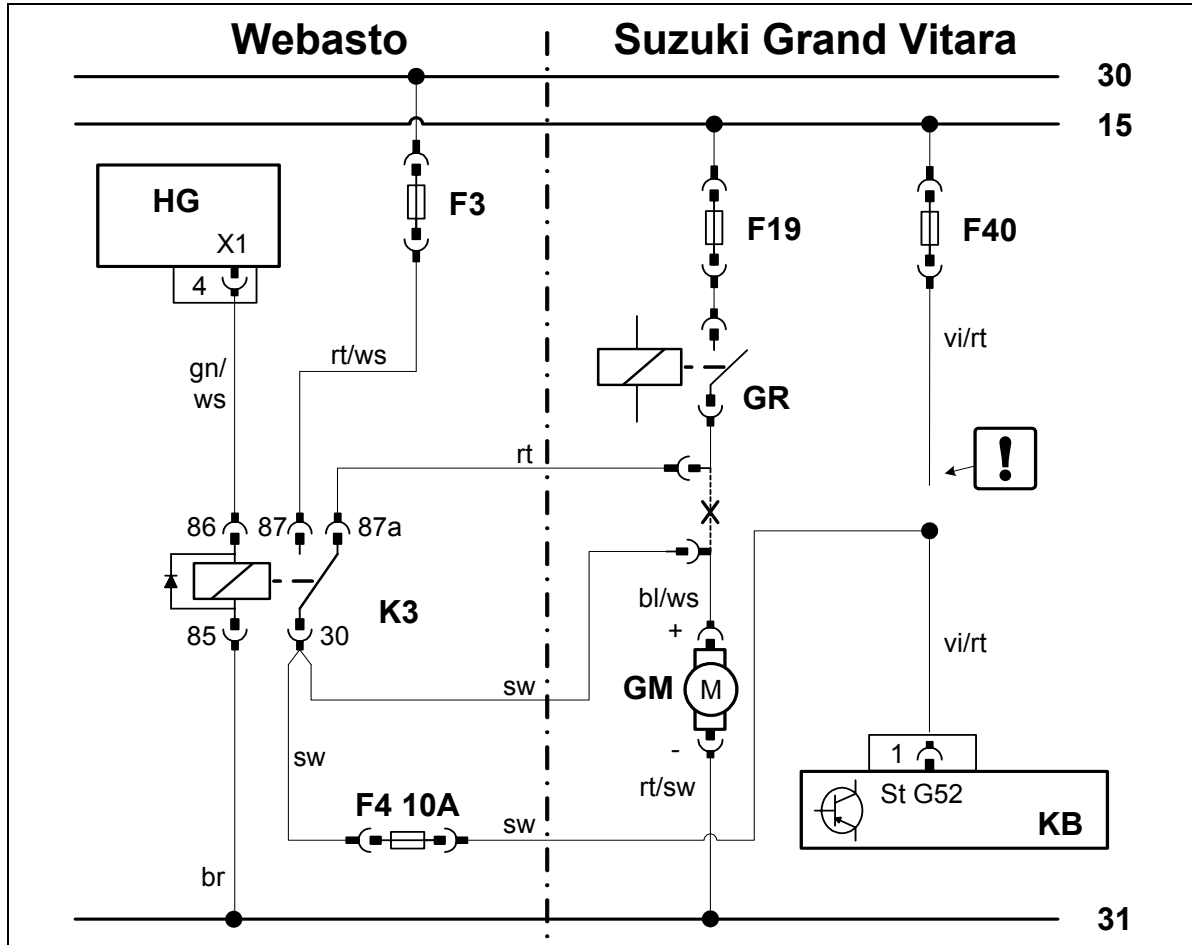 Webasto
Suzuki Grand Vitara
30
15
HG
X1
4
F3
F19
F40
gn/
ws
rt/ws
vi/rt
GR
!
rt
86
87
87a
K3
85
30
bl/ws
+
sw
GM
M
vi/rt
-
sw
rt/sw
1
St G52
F4 10A
sw
KB
br
31